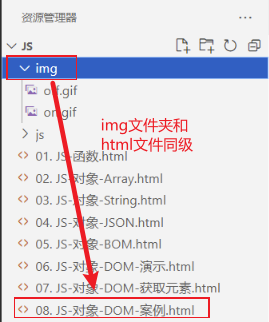 资源管理器
JS
img
off.gif
on.gif
js
img文件夹和
html文件同级
01. JS-函数.html
02. JS-对象-Array.html
03. JS-对象-String.html
04. JS-对象-JSON.html
05. JS-对象-BOM.html
06. JS-对象-DOM-演示.html
07. JS-对象-DOM-获取元素.html
08. JS-对象-DOM-案例.html